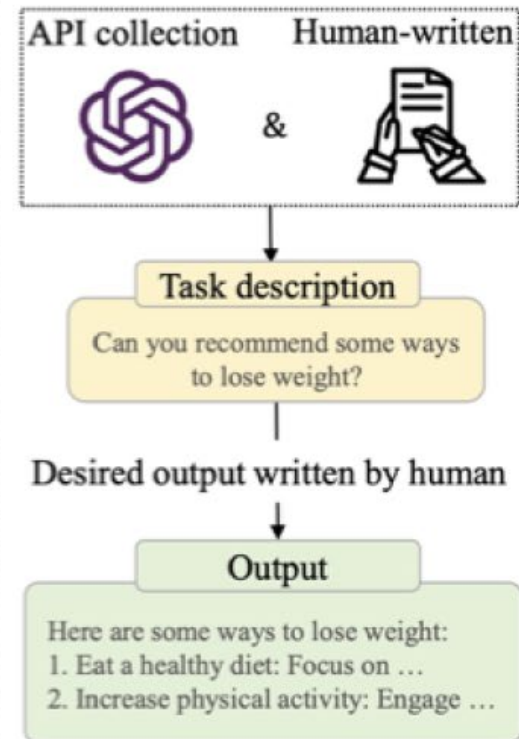 API collection Human-written
&
Task description
Can you recommend some ways
to lose weight?
Desired output written by human
Output
Here are some ways to lose weight:
1. Eat a healthy diet: Focus on …
2. Increase physical activity: Engage …